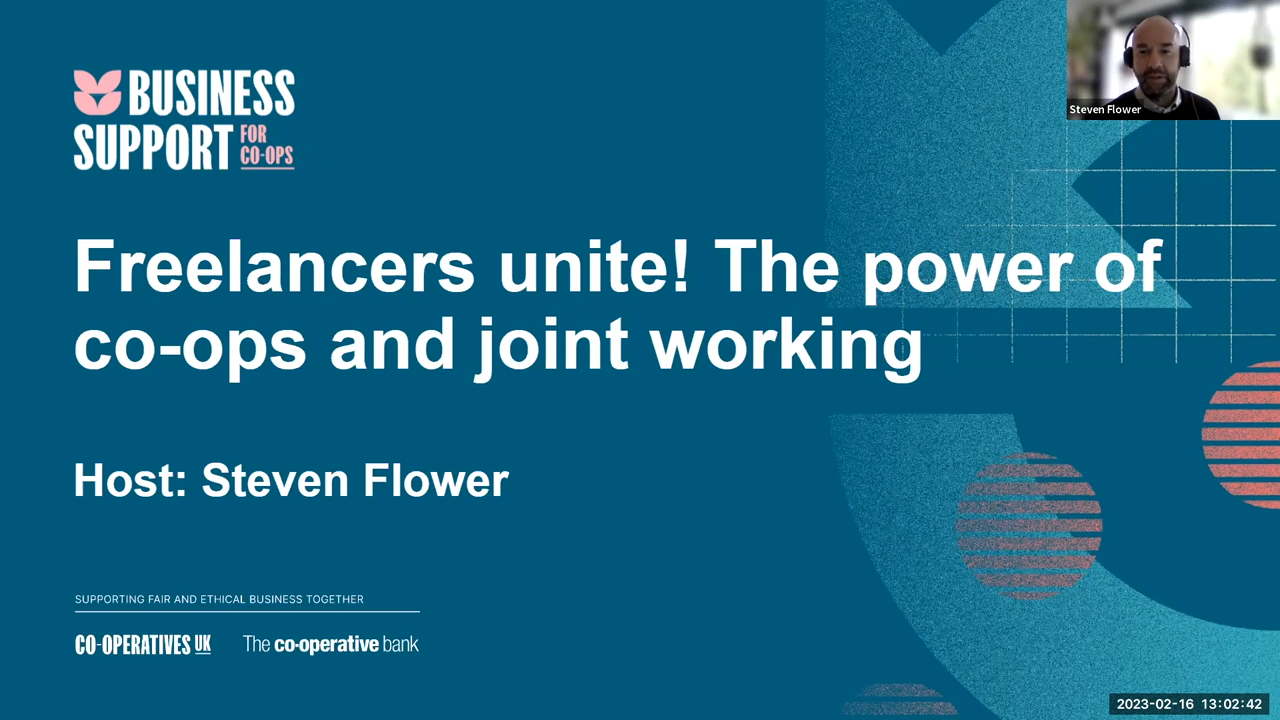 BUSINESS
SUPPORT FOR CO-OPS
Steven Flower
Freelancers unite! The power of
co-ops and joint working
Host: Steven Flower
SUPPORTING FAIR AND ETHICAL BUSINESS TOGETHER
CO-OPERATIVES UK The co-operative bank
2023-02-16 13:02:42